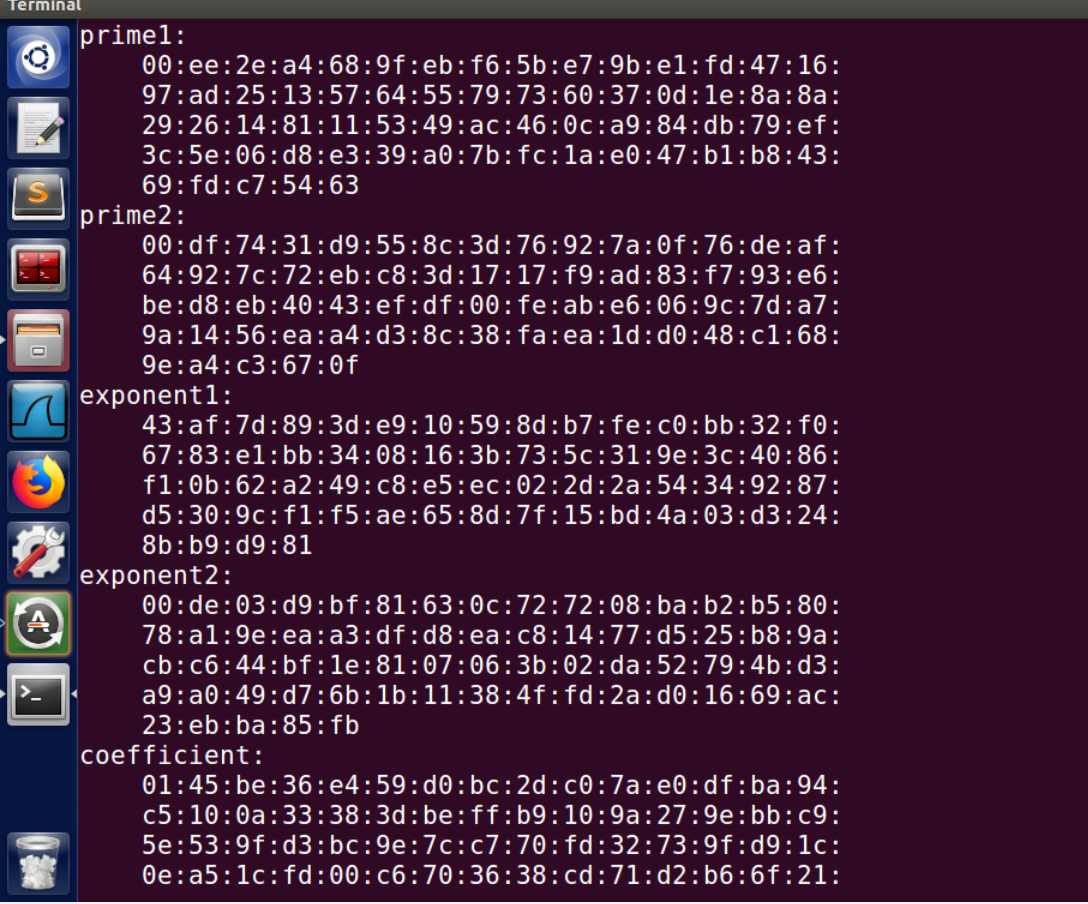 Terminal
prime1:
00:ee:2e:a4:68:9f:eb:f6:5b:e7:9b:e1:fd:47:16:
97:ad:25:13:57:64:55:79:73:60:37:0d:1e:8a:8a:
29:26:14:81:11:53:49:ac:46:0c:a9:84:db:79:ef:
3c:5e:06:d8:e3:39:a0:7b:fc:1a:e0:47:b1:b8:43:
69:fd:c7:54:63
prime2:
00:df:74:31:d9:55:8c:3d:76:92:7a:0f:76:de:af:
64:92:7c:72:eb:c8:3d:17:17:f9:ad:83:f7:93:e6:
be:d8:eb:40:43:ef:df:00:fe:ab:e6:06:9c:7d:a7:
9a:14:56:ea:a4:d3:8c:38:fa:ea:1d:d0:48:c1:68:
9e:a4:c3:67:0f
exponent1:
43:af:7d:89:3d:e9:10:59:8d:b7:fe:c0:bb:32:f0:
67:83:e1:bb:34:08:16:3b:73:5c:31:9e:3c:40:86:
f1:0b:62:a2:49:c8:e5:ec:02:2d:2a:54:34:92:87:
d5:30:9c:f1:f5:ae:65:8d:7f:15:bd:4a:03:d3:24:
8b:b9:d9:81
exponent2:
00:de:03:d9:bf:81:63:0c:72:72:08:ba:b2:b5:80:
78:a1:9e:ea:a3:df:d8:ea:c8:14:77:d5:25:b8:9a:
cb:c6:44:bf:1e:81:07:06:3b:02:da:52:79:4b:d3:
a9:a0:49:d7:6b:1b:11:38:4f:fd:2a:d0:16:69:ac:
23:eb:ba:85:fb
coefficient:
01:45:be:36:e4:59:d0:bc:2d:c0:7a:e0:df:ba:94:
c5:10:0a:33:38:3d:be:ff:b9:10:9a:27:9e:bb:c9:
5e:53:9f:d3:bc:9e:7c:c7:70:fd:32:73:9f:d9:1c:
0e:a5:1c:fd:00:c6:70:36:38:cd:71:d2:b6:6f:21: